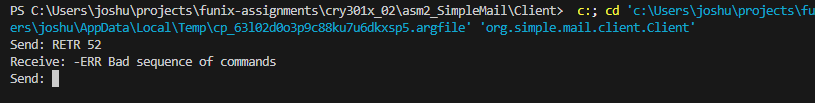 PS C:\Users\joshu\projects\funix-assignments\cry301x_02\asm2_SimpleMail\Client>  c:; cd 'c:\Users\joshu\projects\fu
ers\joshu\AppData\Local\Temp\cp_63l02d0o3p9c88ku7u6dkxsp5.argfile' 'org.simple.mail.client.Client'
Send: RETR 52
Receive: -ERR Bad sequence of commands
Send: